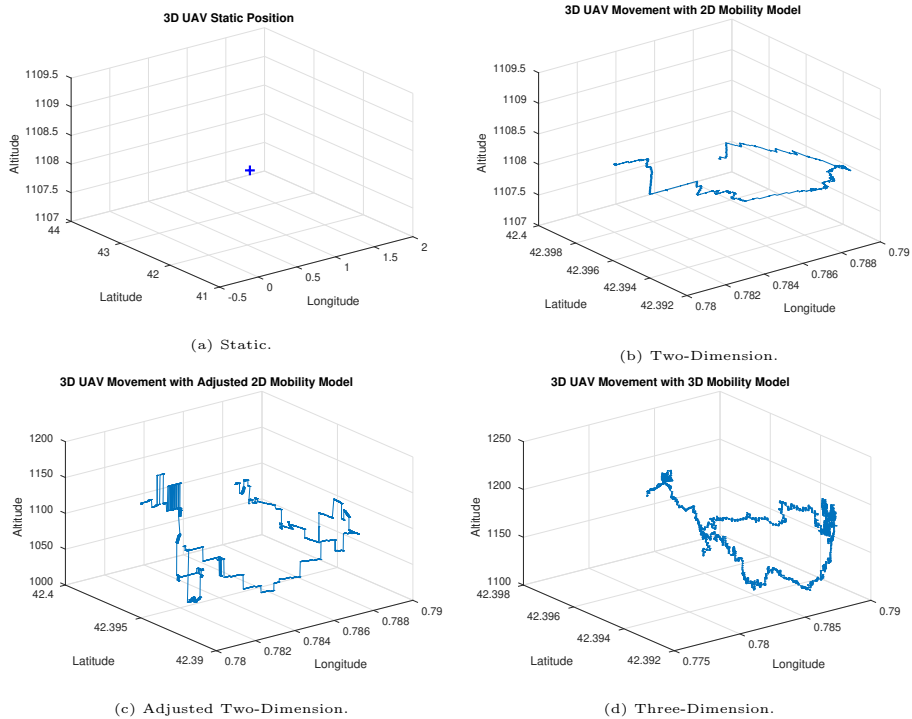 3D UAV Static Position
1109.5
1109
1108.5
1108
1107.5
1107
Altitude
44
43
42
41
Latitude
-0.5
0
0.5
1
1.5
2
Longitude
(a) Static.
3D UAV Movement with 2D Mobility Model
1109.5
1109
1108.5
1108
1107.5
1107
Altitude
42.4
42.398
42.396
42.394
42.392
Latitude
0.78
0.782
0.784
0.786
0.788
0.79
Longitude
(b) Two-Dimension.
3D UAV Movement with Adjusted 2D Mobility Model
1200
1150
1100
1050
1000
Altitude
42.4
42.395
42.39
Latitude
0.78
0.782
0.784
0.786
0.788
0.79
Longitude
(c) Adjusted Two-Dimension.
3D UAV Movement with 3D Mobility Model
1250
1200
1150
1100
Altitude
42.398
42.396
42.394
42.392
Latitude
0.775
0.78
0.785
0.79
Longitude
(d) Three-Dimension.